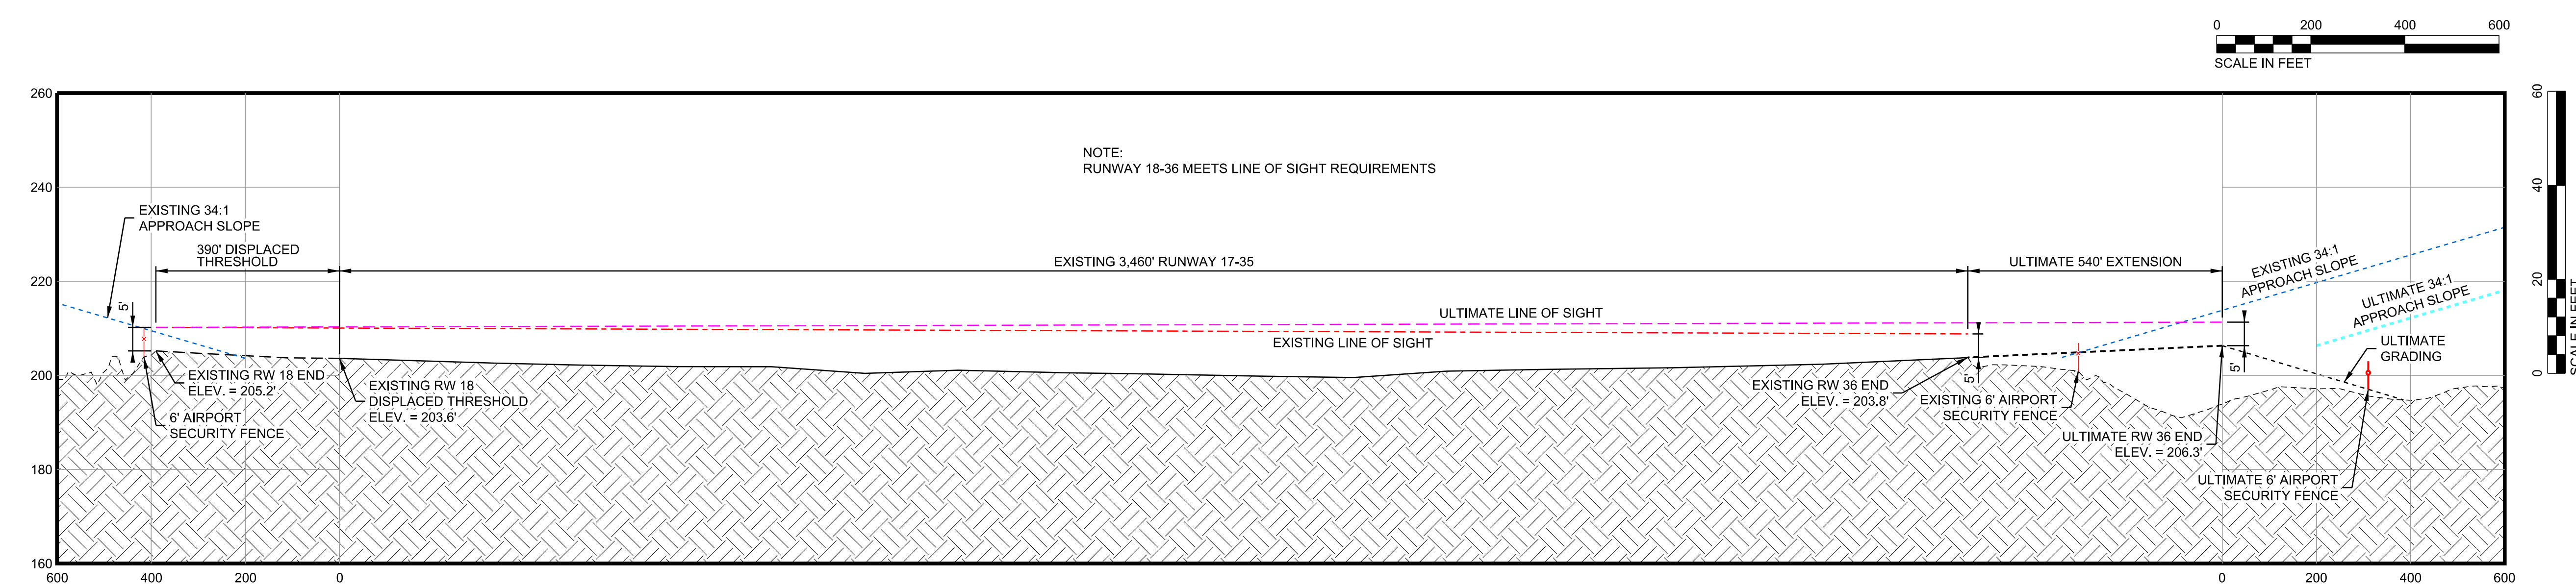 0 200 400 600
SCALE IN FEET
260
240
220
200
180
160
60
40
20
0
SCALE IN FEET
NOTE:
RUNWAY 18-36 MEETS LINE OF SIGHT REQUIREMENTS
EXISTING 34:1
APPROACH SLOPE
390' DISPLACED
THRESHOLD
EXISTING 3,460' RUNWAY 17-35
ULTIMATE 540' EXTENSION
EXISTING 34:1
APPROACH SLOPE
ULTIMATE 34:1
APPROACH SLOPE
5'
ULTIMATE LINE OF SIGHT
EXISTING LINE OF SIGHT
ULTIMATE
GRADING
5'
5'
EXISTING RW 18 END
ELEV. = 205.2'
6' AIRPORT
SECURITY FENCE
EXISTING RW 18
DISPLACED THRESHOLD
ELEV. = 203.6'
EXISTING RW 36 END
ELEV. = 203.8'
EXISTING 6' AIRPORT
SECURITY FENCE
ULTIMATE RW 36 END
ELEV. = 206.3'
ULTIMATE 6' AIRPORT
SECURITY FENCE
600 400 200 0 0 200 400 600